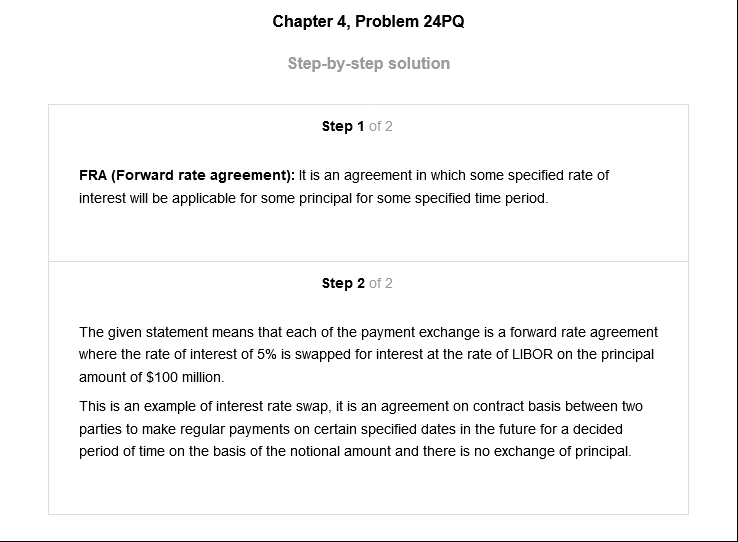 Chapter 4, Problem 24PQ
Step-by-step solution
Step 1 of 2
FRA (Forward rate agreement): It is an agreement in which some specified rate of
interest will be applicable for some principal for some specified time period.
Step 2 of 2
The given statement means that each of the payment exchange is a forward rate agreement
where the rate of interest of 5% is swapped for interest at the rate of LIBOR on the principal
amount of $100 million.
This is an example of interest rate swap, it is an agreement on contract basis between two
parties to make regular payments on certain specified dates in the future for a decided
period of time on the basis of the notional amount and there is no exchange of principal.